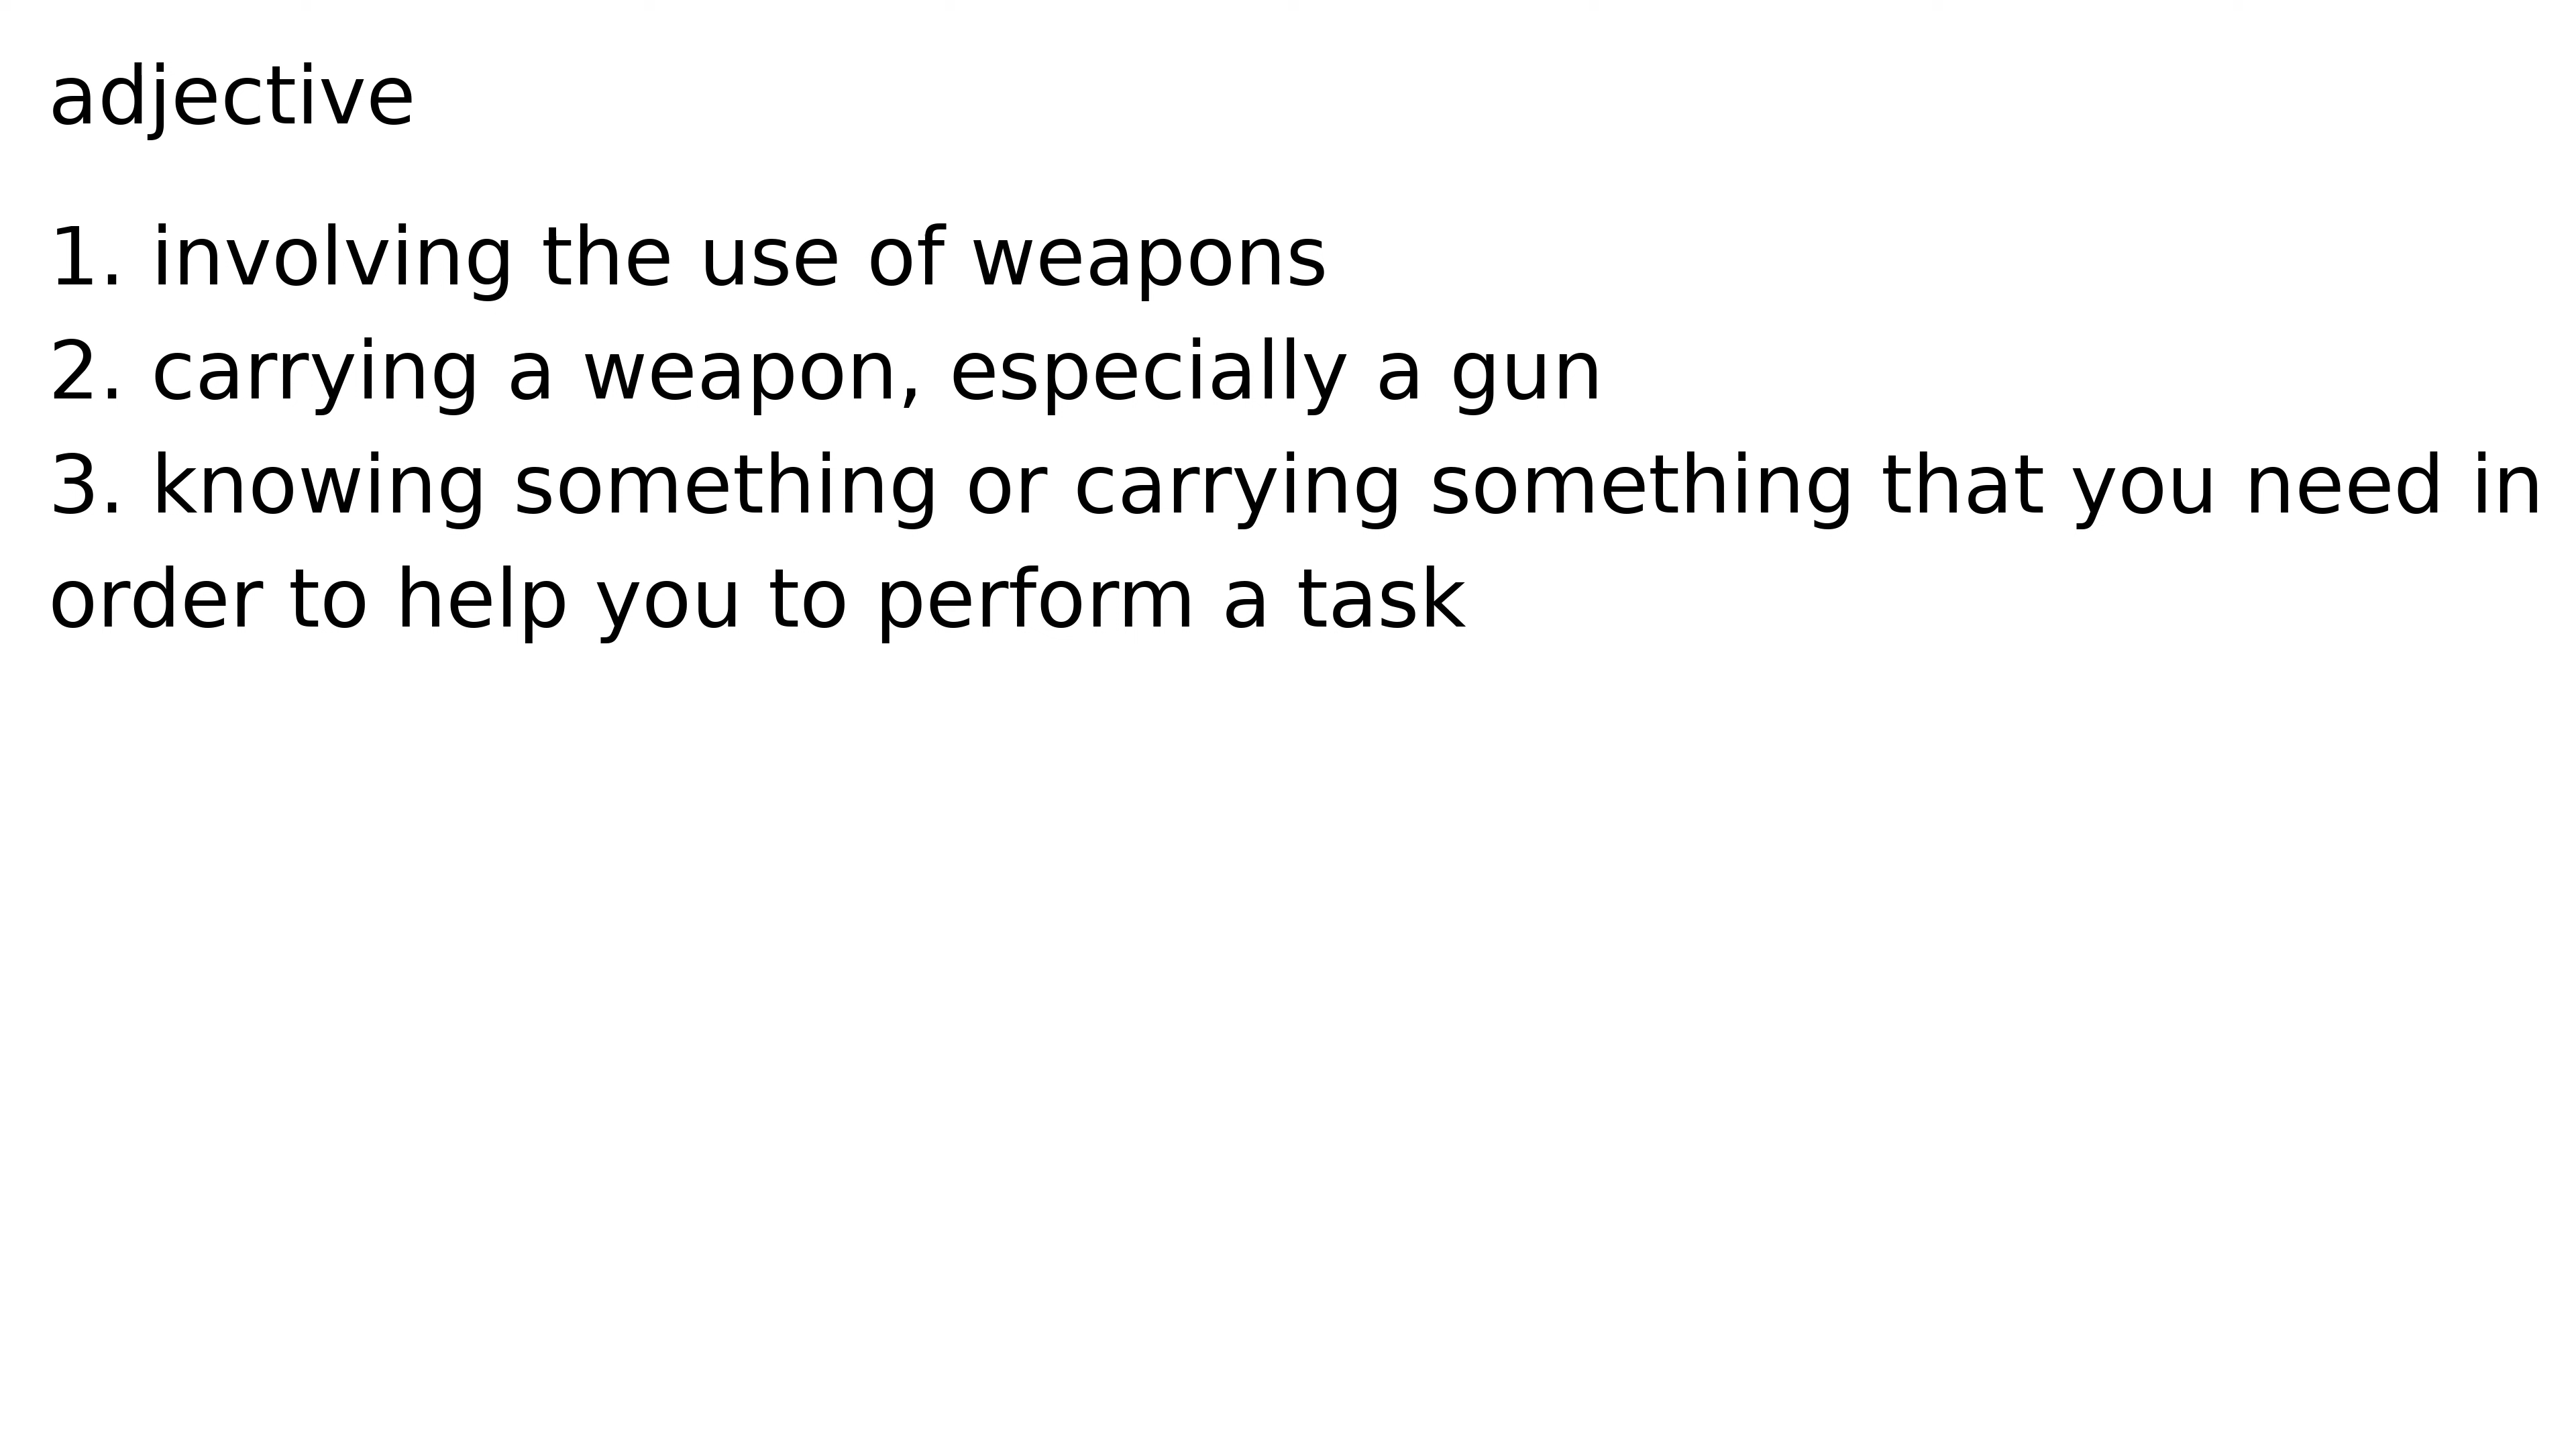 adjective
1. involving the use of weapons
2. carrying a weapon, especially a gun
3. knowing something or carrying something that you need in
order to help you to perform a task